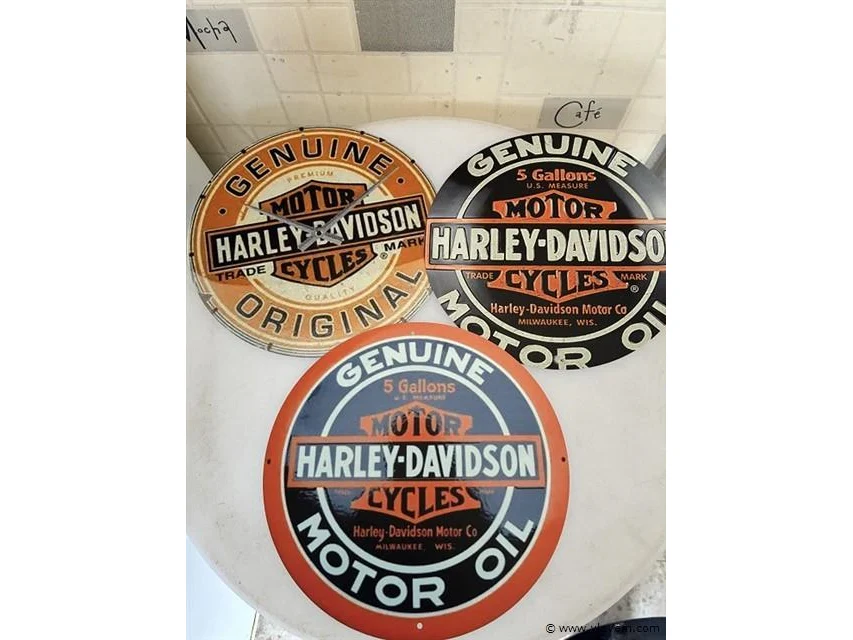 Mocha
Café
GENUINE
PREMIUM
MOTOR
HARLEY-DAVIDSON
TRADE MARK
CYCLES
®
QUALITY
ORIGINAL
GENUINE
5 Gallons
U.S. MEASURE
MOTOR
HARLEY-DAVIDSO
TRADE MARK
CYCLES
®
Harley-Davidson Motor Co
MILWAUKEE, WIS.
MOTOR OIL
GENUINE
5 Gallons
U.S. MEASURE
MOTOR
HARLEY-DAVIDSON
CYCLES
Harley-Davidson Motor Co
MILWAUKEE, WIS.
MOTOR OIL